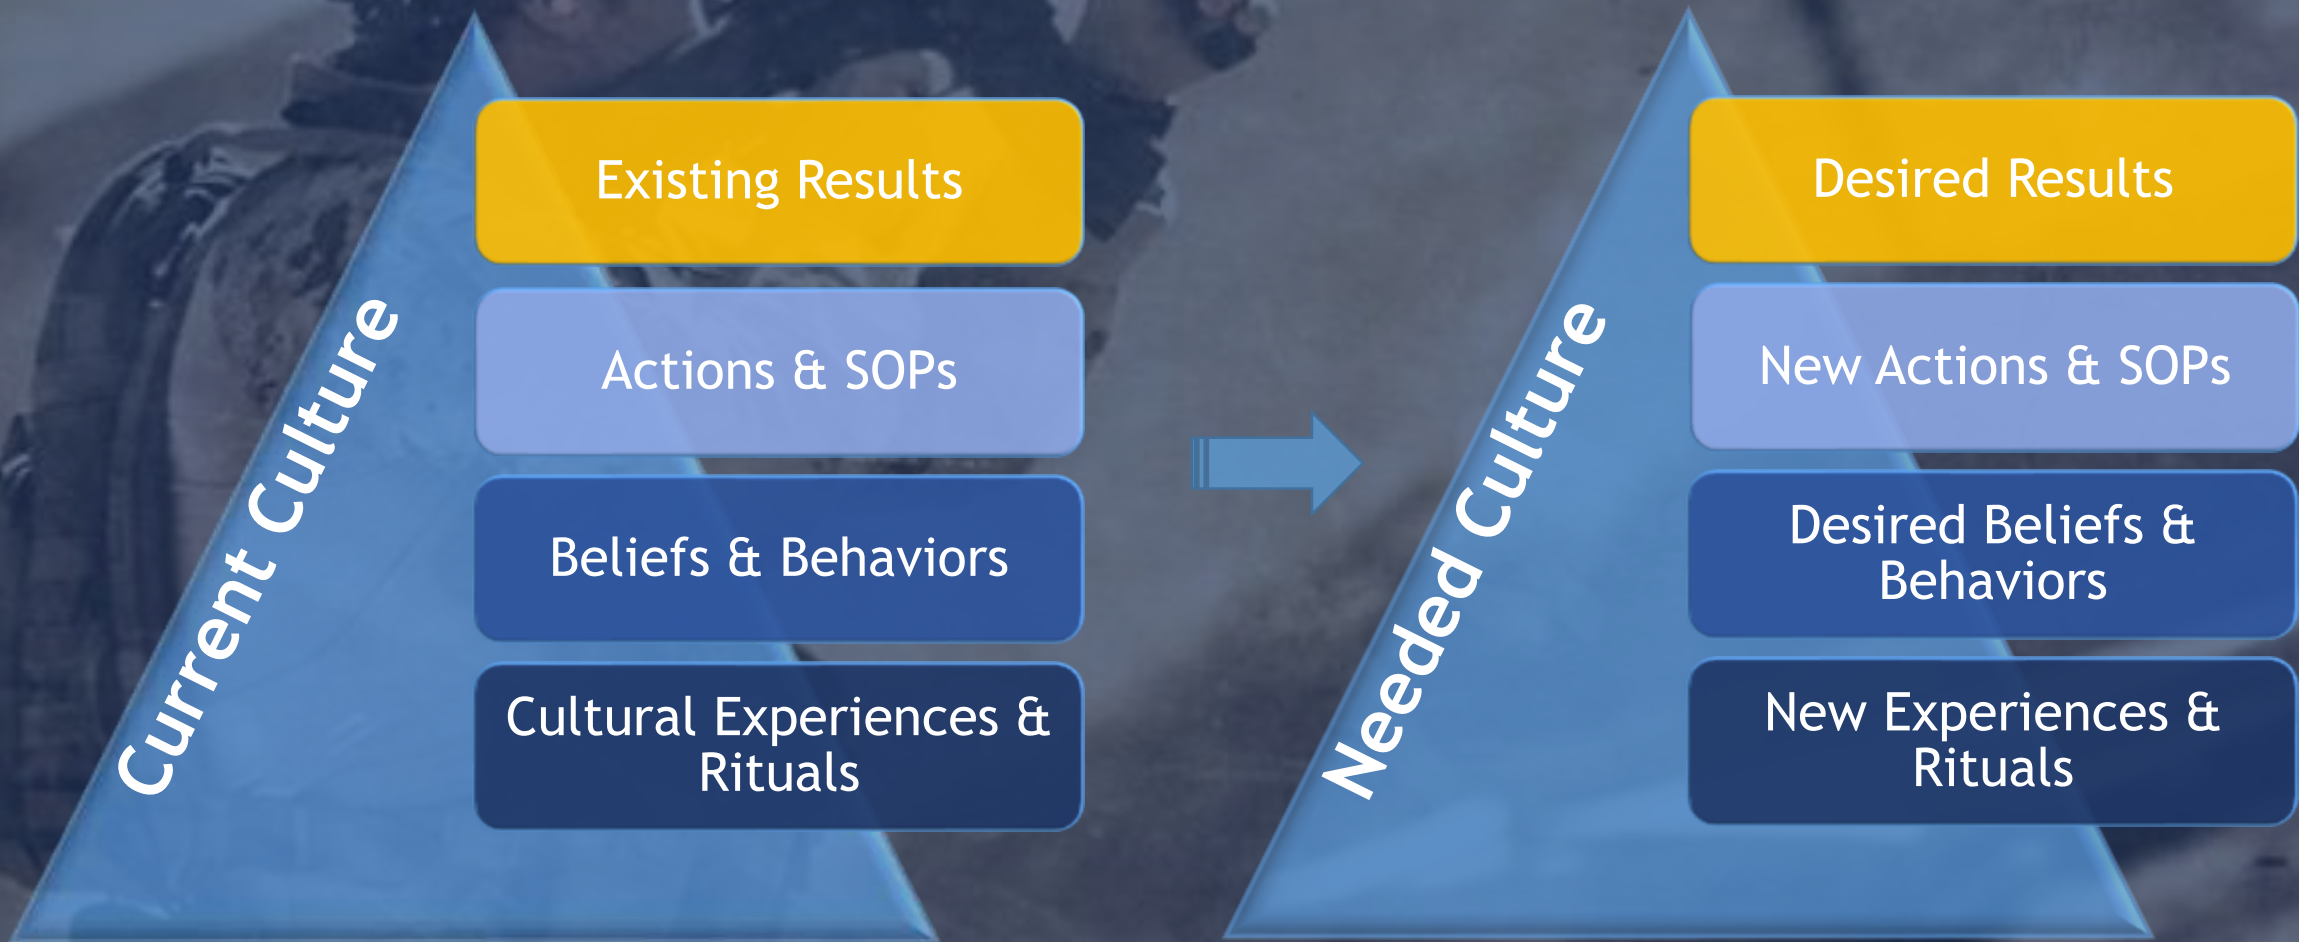 Current Culture
Existing Results
Actions & SOPs
Beliefs & Behaviors
Cultural Experiences &
Rituals
Needed Culture
Desired Results
New Actions & SOPs
Desired Beliefs &
Behaviors
New Experiences &
Rituals